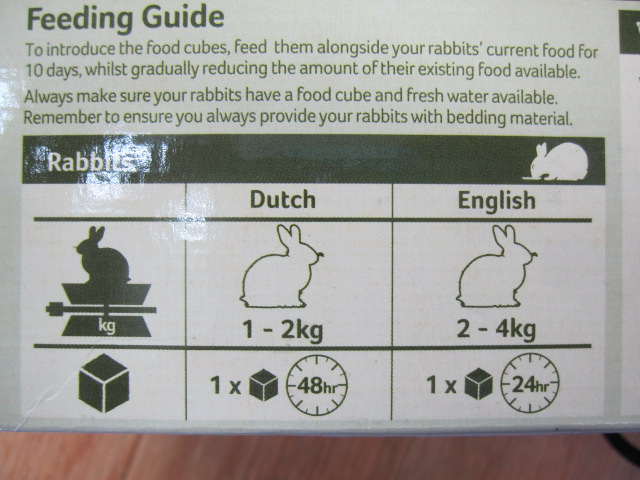 Feeding Guide
To introduce the food cubes, feed them alongside your rabbits' current food for
10 days, whilst gradually reducing the amount of their existing food available.
Always make sure your rabbits have a food cube and fresh water available.
Remember to ensure you always provide your rabbits with bedding material.
Rabbits
Dutch English
kg 1 - 2kg 2 - 4kg
1 x 48hr 1 x 24hr